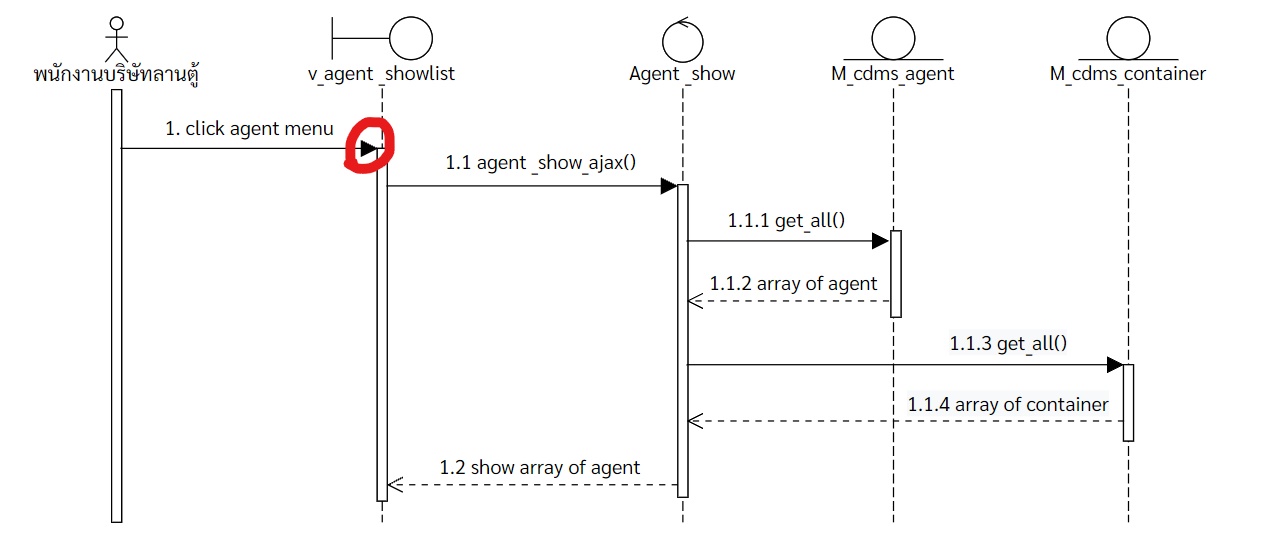 พนักงานบริษัทลานตู้
v_agent_showlist
Agent_show
M_cdms_agent
M_cdms_container
1. click agent menu
1.1 agent _show_ajax()
1.1.1 get_all()
1.1.2 array of agent
1.1.3 get_all()
1.1.4 array of container
1.2 show array of agent